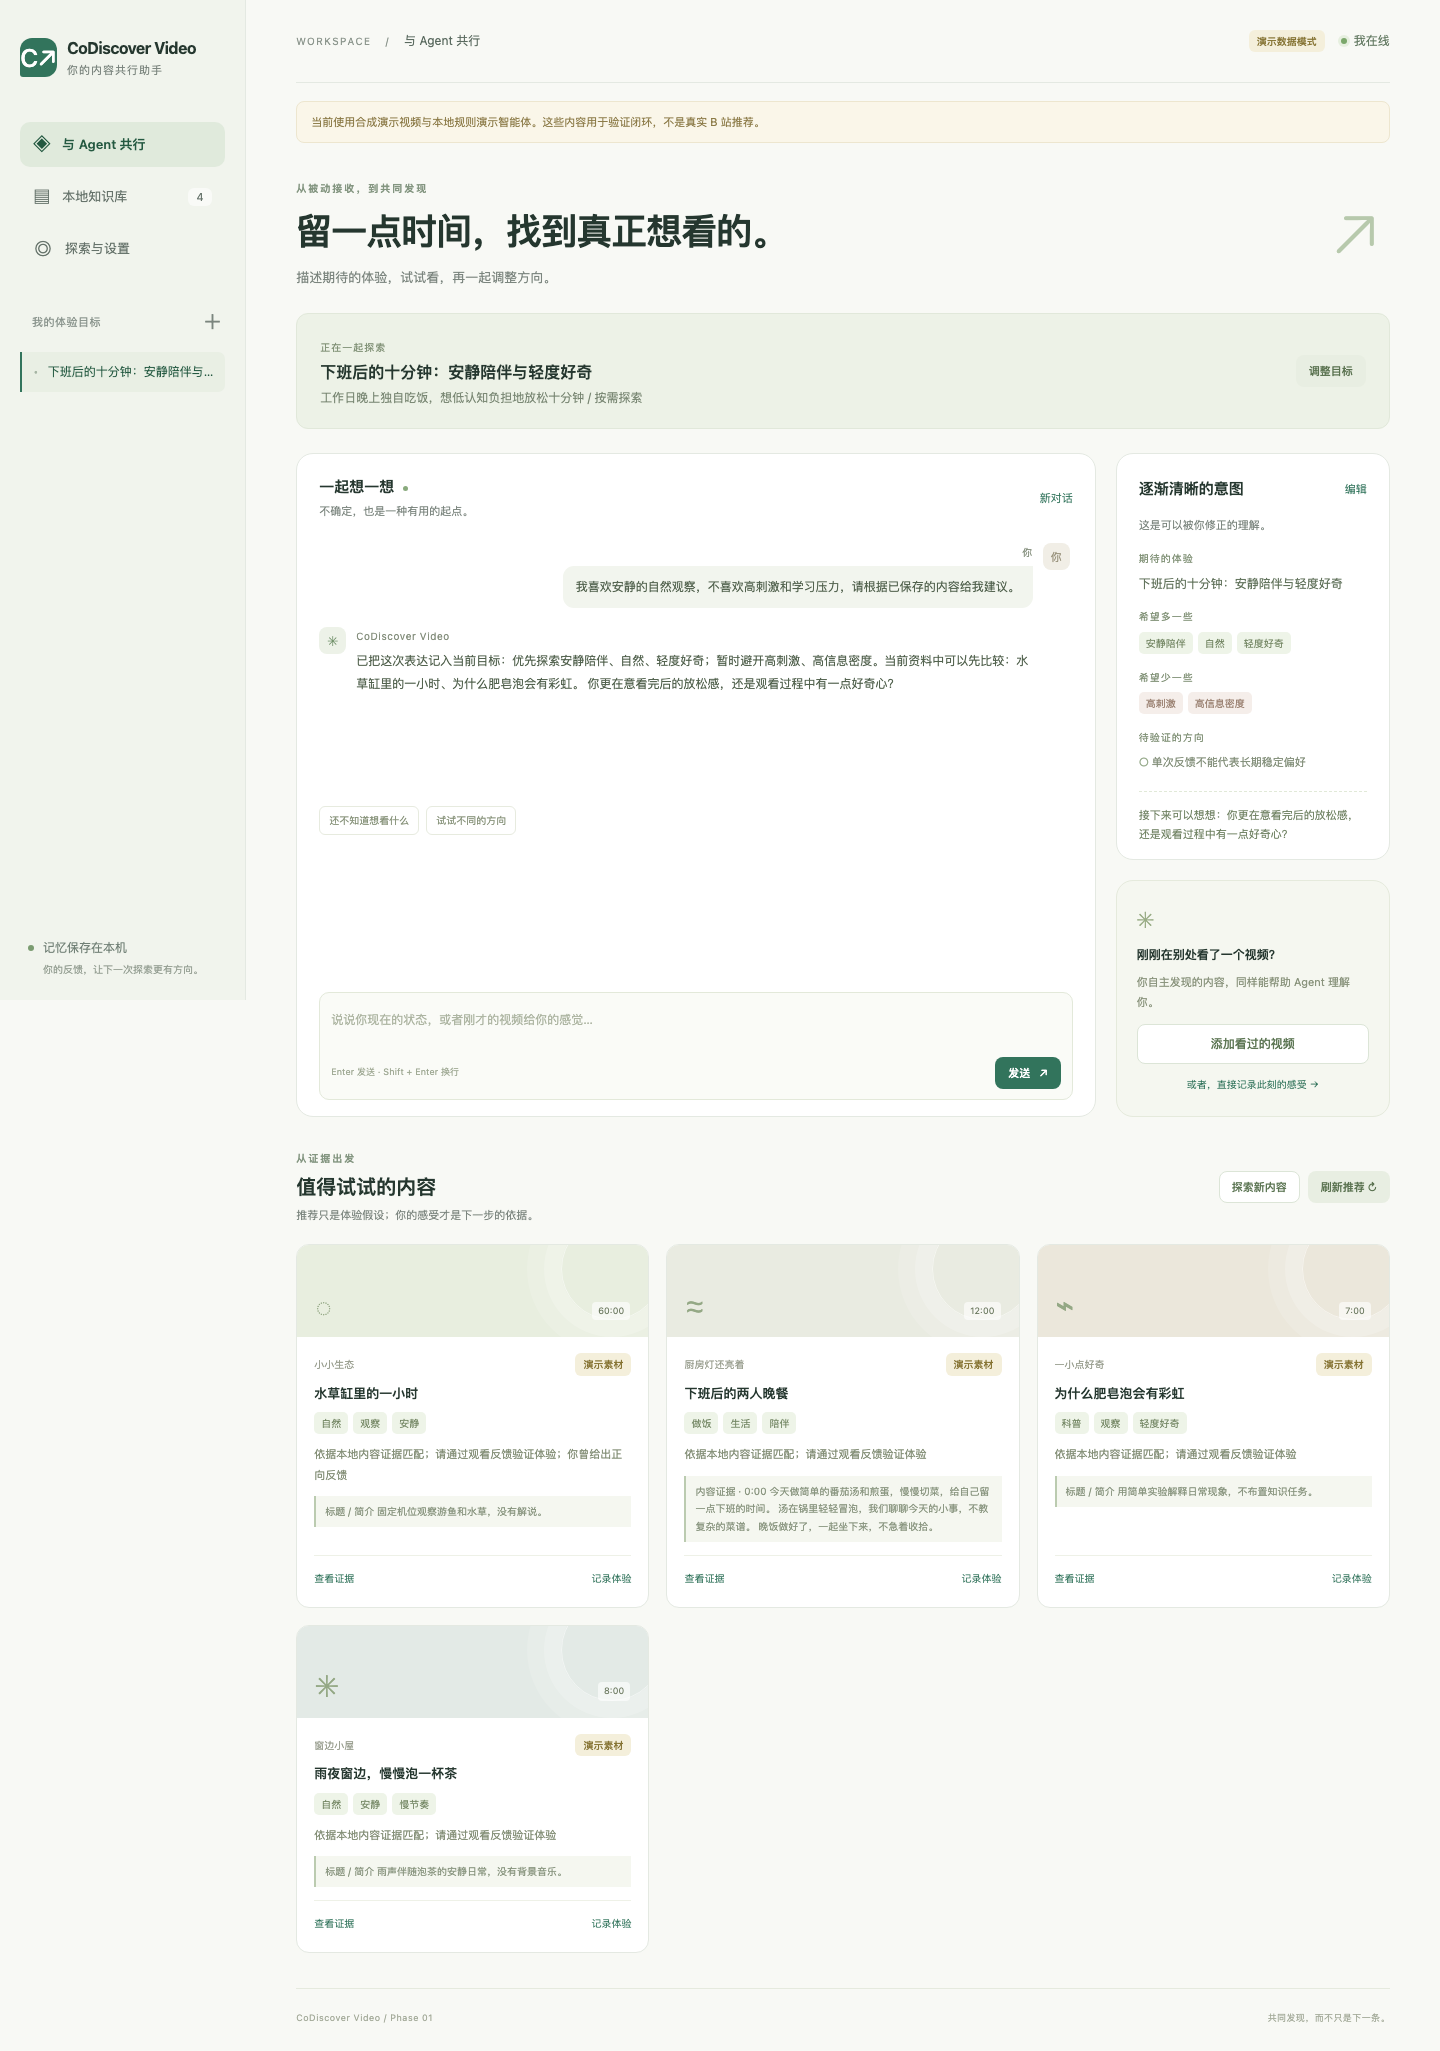 C↗ CoDiscover Video
你的内容共行助手
与 Agent 共行
本地知识库 4
探索与设置
我的体验目标 +
下班后的十分钟：安静陪伴与...
记忆保存在本机
你的反馈，让下一次探索更有方向。
WORKSPACE / 与 Agent 共行
演示数据模式 我在线
当前使用合成演示视频与本地规则演示智能体。这些内容用于验证闭环，不是真实 B 站推荐。
从被动接收，到共同发现
留一点时间，找到真正想看的。
描述期待的体验，试试看，再一起调整方向。
正在一起探索
下班后的十分钟：安静陪伴与轻度好奇
工作日晚上独自吃饭，想低认知负担地放松十分钟 / 按需探索
调整目标
一起想一想
不确定，也是一种有用的起点。
新对话
你 你
我喜欢安静的自然观察，不喜欢高刺激和学习压力，请根据已保存的内容给我建议。
CoDiscover Video
已把这次表达记入当前目标：优先探索安静陪伴、自然、轻度好奇；暂时避开高刺激、高信息密度。当前资料中可以先比较：水
草缸里的一小时、为什么肥皂泡会有彩虹。 你更在意看完后的放松感，还是观看过程中有一点好奇心？
还不知道想看什么 试试不同的方向
说说你现在的状态，或者刚才的视频给你的感觉...
Enter 发送 · Shift + Enter 换行
发送 ↗
逐渐清晰的意图 编辑
这是可以被你修正的理解。
期待的体验
下班后的十分钟：安静陪伴与轻度好奇
希望多一些
安静陪伴 自然 轻度好奇
希望少一些
高刺激 高信息密度
待验证的方向
○ 单次反馈不能代表长期稳定偏好
接下来可以想想：你更在意看完后的放松感，
还是观看过程中有一点好奇心？
刚刚在别处看了一个视频？
你自主发现的内容，同样能帮助 Agent 理解
你。
添加看过的视频
或者，直接记录此刻的感受 →
从证据出发
值得试试的内容
推荐只是体验假设；你的感受才是下一步的依据。
探索新内容 刷新推荐 ↻
60:00
小小生态 演示素材
水草缸里的一小时
自然 观察 安静
依据本地内容证据匹配；请通过观看反馈验证体验；你曾给出正
向反馈
标题 / 简介 固定机位观察游鱼和水草，没有解说。
查看证据 记录体验
≈ 12:00
厨房灯还亮着 演示素材
下班后的两人晚餐
做饭 生活 陪伴
依据本地内容证据匹配；请通过观看反馈验证体验
内容证据 · 0:00 今天做简单的番茄汤和煎蛋，慢慢切菜，给自己留
一点下班的时间。 汤在锅里轻轻冒泡，我们聊聊今天的小事，不教
复杂的菜谱。 晚饭做好了，一起坐下来，不急着收拾。
查看证据 记录体验
7:00
一小点好奇 演示素材
为什么肥皂泡会有彩虹
科普 观察 轻度好奇
依据本地内容证据匹配；请通过观看反馈验证体验
标题 / 简介 用简单实验解释日常现象，不布置知识任务。
查看证据 记录体验
8:00
窗边小屋 演示素材
雨夜窗边，慢慢泡一杯茶
自然 安静 慢节奏
依据本地内容证据匹配；请通过观看反馈验证体验
标题 / 简介 雨声伴随泡茶的安静日常，没有背景音乐。
查看证据 记录体验
CoDiscover Video / Phase 01
共同发现，而不只是下一条。